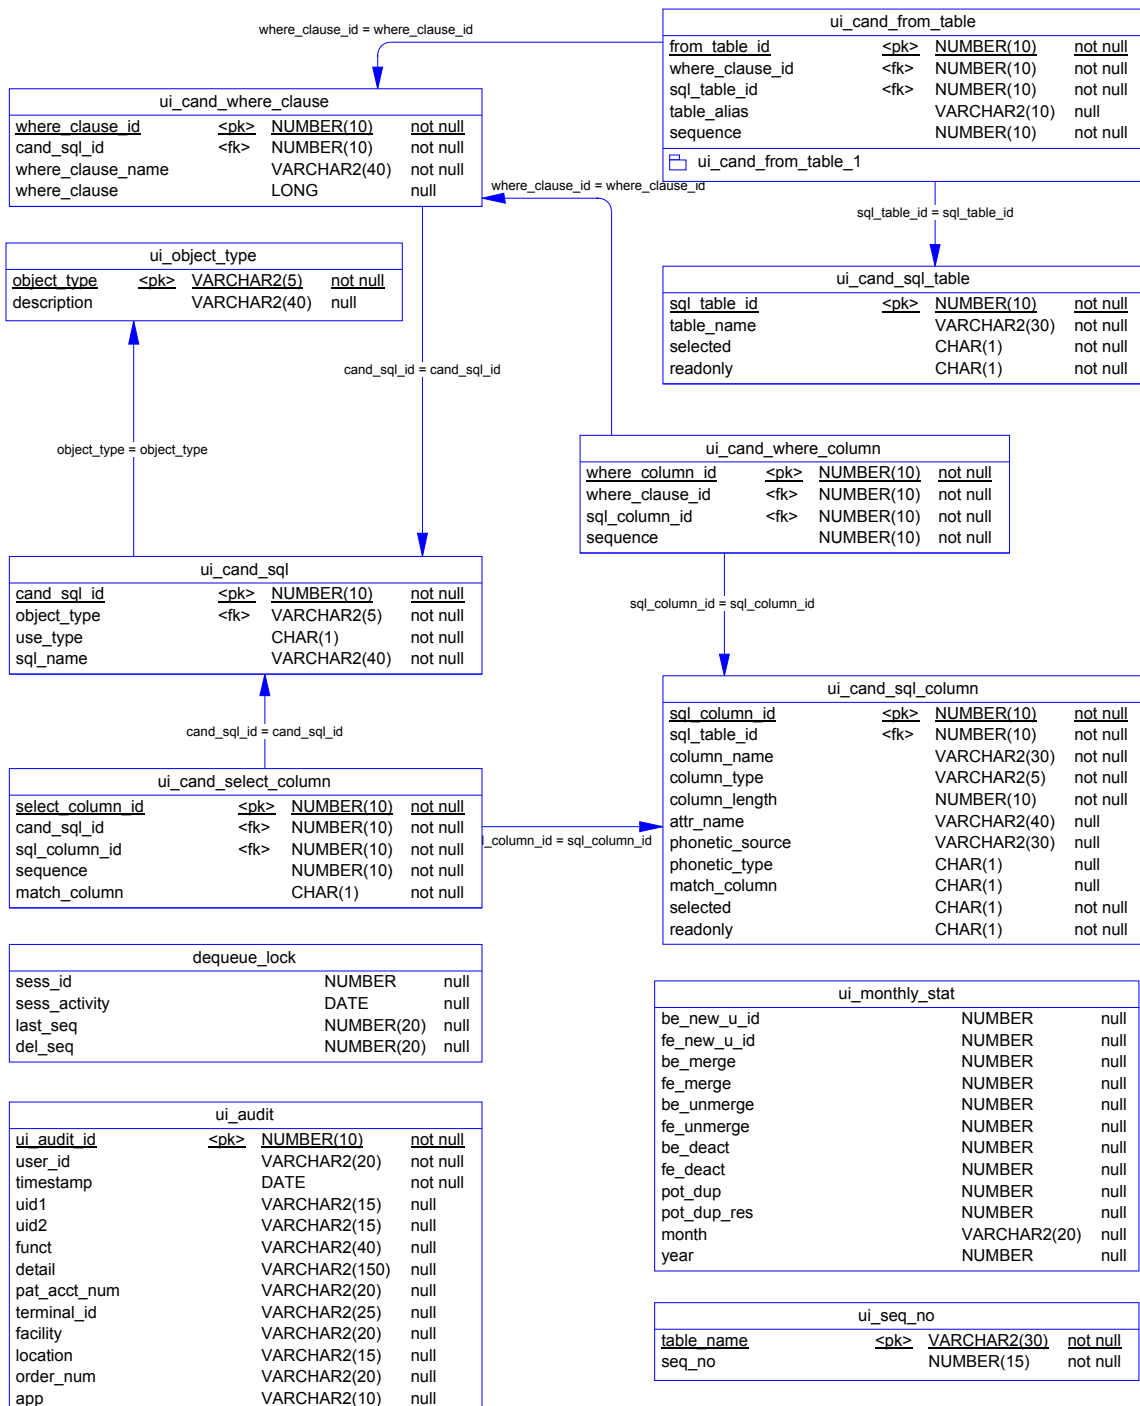 where_clause_id = where_clause_id
ui_cand_from_table
from_table_id <pk> NUMBER(10) not null
where_clause_id <fk> NUMBER(10) not null
sql_table_id <fk> NUMBER(10) not null
table_alias VARCHAR2(10) null
sequence NUMBER(10) not null
ui_cand_from_table_1
ui_cand_where_clause
where_clause_id <pk> NUMBER(10) not null
cand_sql_id <fk> NUMBER(10) not null
where_clause_name VARCHAR2(40) not null
where_clause LONG null
where_clause_id = where_clause_id
sql_table_id = sql_table_id
ui_object_type
object_type <pk> VARCHAR2(5) not null
description VARCHAR2(40) null
ui_cand_sql_table
sql_table_id <pk> NUMBER(10) not null
table_name VARCHAR2(30) not null
selected CHAR(1) not null
readonly CHAR(1) not null
cand_sql_id = cand_sql_id
object_type = object_type
ui_cand_where_column
where_column_id <pk> NUMBER(10) not null
where_clause_id <fk> NUMBER(10) not null
sql_column_id <fk> NUMBER(10) not null
sequence NUMBER(10) not null
ui_cand_sql
cand_sql_id <pk> NUMBER(10) not null
object_type <fk> VARCHAR2(5) not null
use_type CHAR(1) not null
sql_name VARCHAR2(40) not null
sql_column_id = sql_column_id
cand_sql_id = cand_sql_id
ui_cand_sql_column
sql_column_id <pk> NUMBER(10) not null
sql_table_id <fk> NUMBER(10) not null
column_name VARCHAR2(30) not null
column_type VARCHAR2(5) not null
column_length NUMBER(10) not null
attr_name VARCHAR2(40) null
phonetic_source VARCHAR2(30) null
phonetic_type CHAR(1) null
match_column CHAR(1) null
selected CHAR(1) not null
readonly CHAR(1) not null
ui_cand_select_column
select_column_id <pk> NUMBER(10) not null
cand_sql_id <fk> NUMBER(10) not null
sql_column_id <fk> NUMBER(10) not null
sequence NUMBER(10) not null
match_column CHAR(1) not null
l_column_id = sql_column_id
dequeue_lock
sess_id NUMBER null
sess_activity DATE null
last_seq NUMBER(20) null
del_seq NUMBER(20) null
ui_monthly_stat
be_new_u_id NUMBER null
fe_new_u_id NUMBER null
be_merge NUMBER null
fe_merge NUMBER null
be_unmerge NUMBER null
fe_unmerge NUMBER null
be_deact NUMBER null
fe_deact NUMBER null
pot_dup NUMBER null
pot_dup_res NUMBER null
month VARCHAR2(20) null
year NUMBER null
ui_audit
ui_audit_id <pk> NUMBER(10) not null
user_id VARCHAR2(20) not null
timestamp DATE not null
uid1 VARCHAR2(15) null
uid2 VARCHAR2(15) null
funct VARCHAR2(40) null
detail VARCHAR2(150) null
pat_acct_num VARCHAR2(20) null
terminal_id VARCHAR2(25) null
facility VARCHAR2(20) null
location VARCHAR2(15) null
order_num VARCHAR2(20) null
app VARCHAR2(10) null
ui_seq_no
table_name <pk> VARCHAR2(30) not null
seq_no NUMBER(15) not null